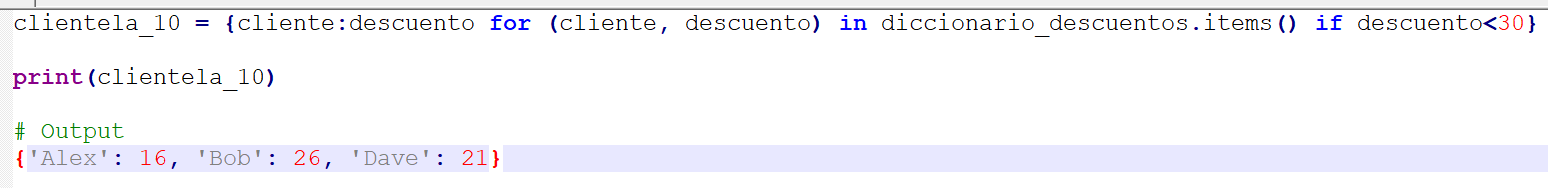 clientela_10 = {cliente:descuento for (cliente, descuento) in diccionario_descuentos.items() if descuento<30}
print(clientela_10)
# Output
{'Alex': 16, 'Bob': 26, 'Dave': 21}